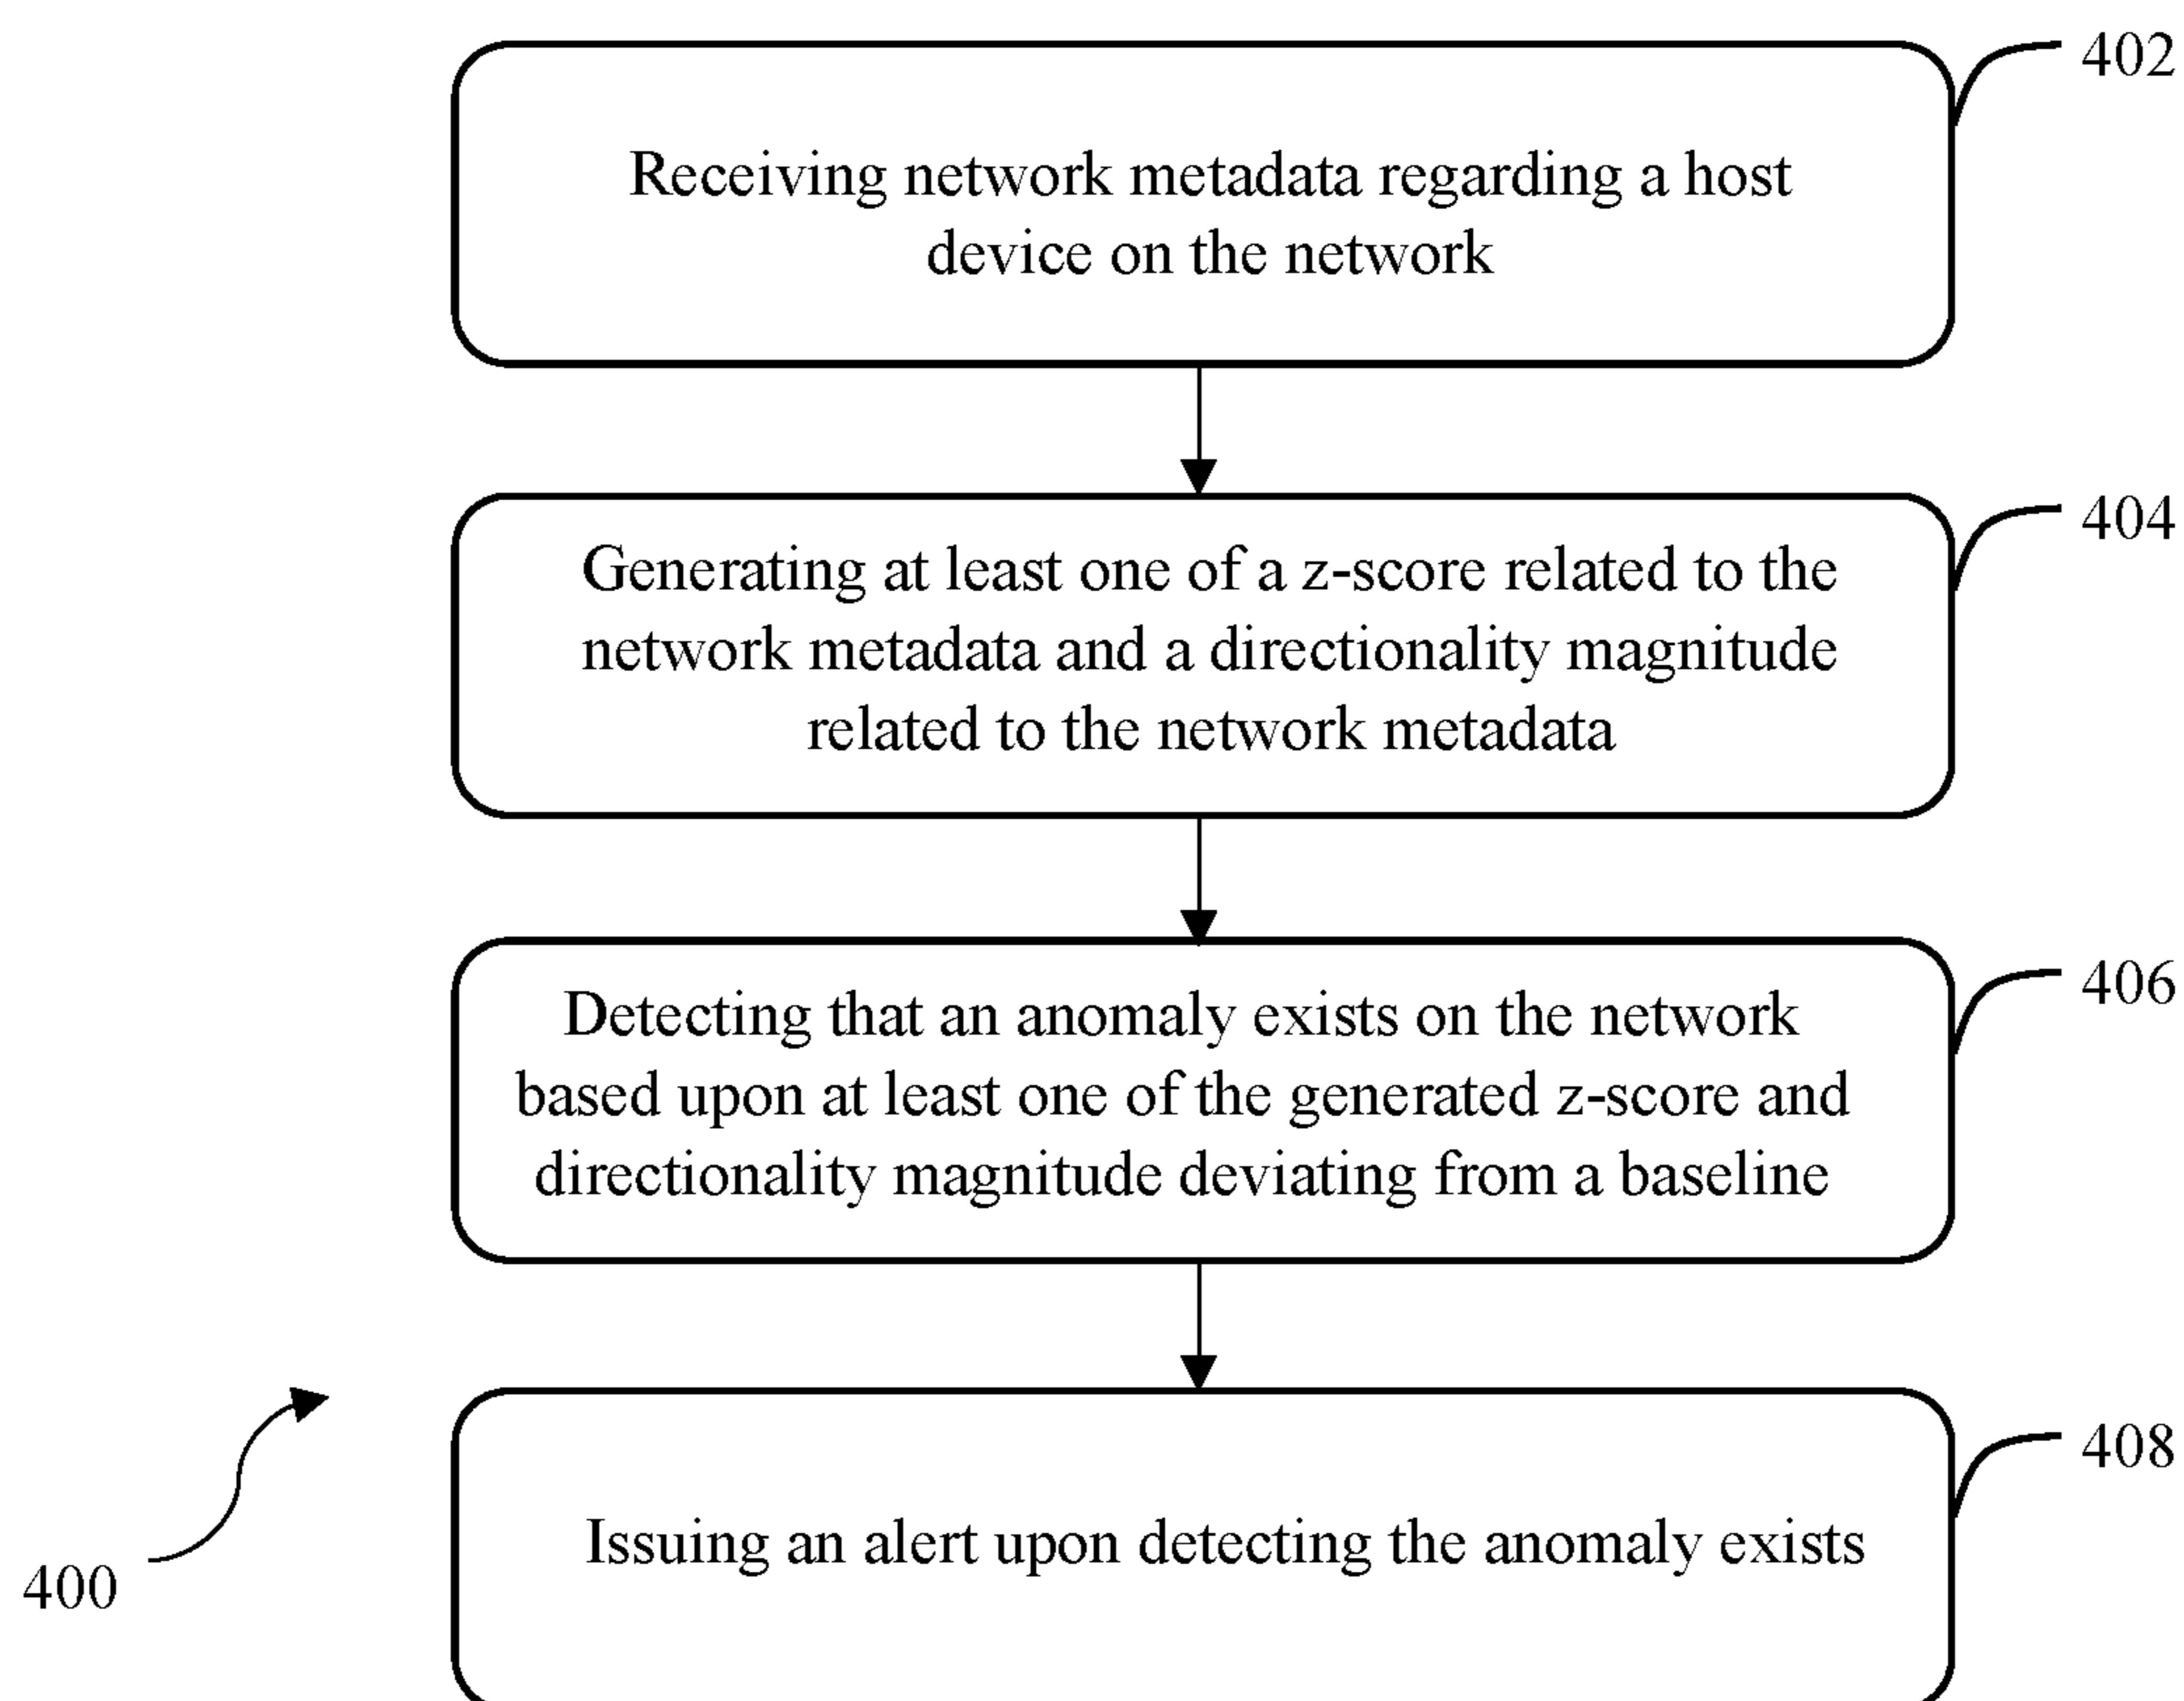 402
Receiving network metadata regarding a host
device on the network
404
Generating at least one of a z-score related to the
network metadata and a directionality magnitude
related to the network metadata
406
Detecting that an anomaly exists on the network
based upon at least one of the generated z-score and
directionality magnitude deviating from a baseline
408
Issuing an alert upon detecting the anomaly exists
400